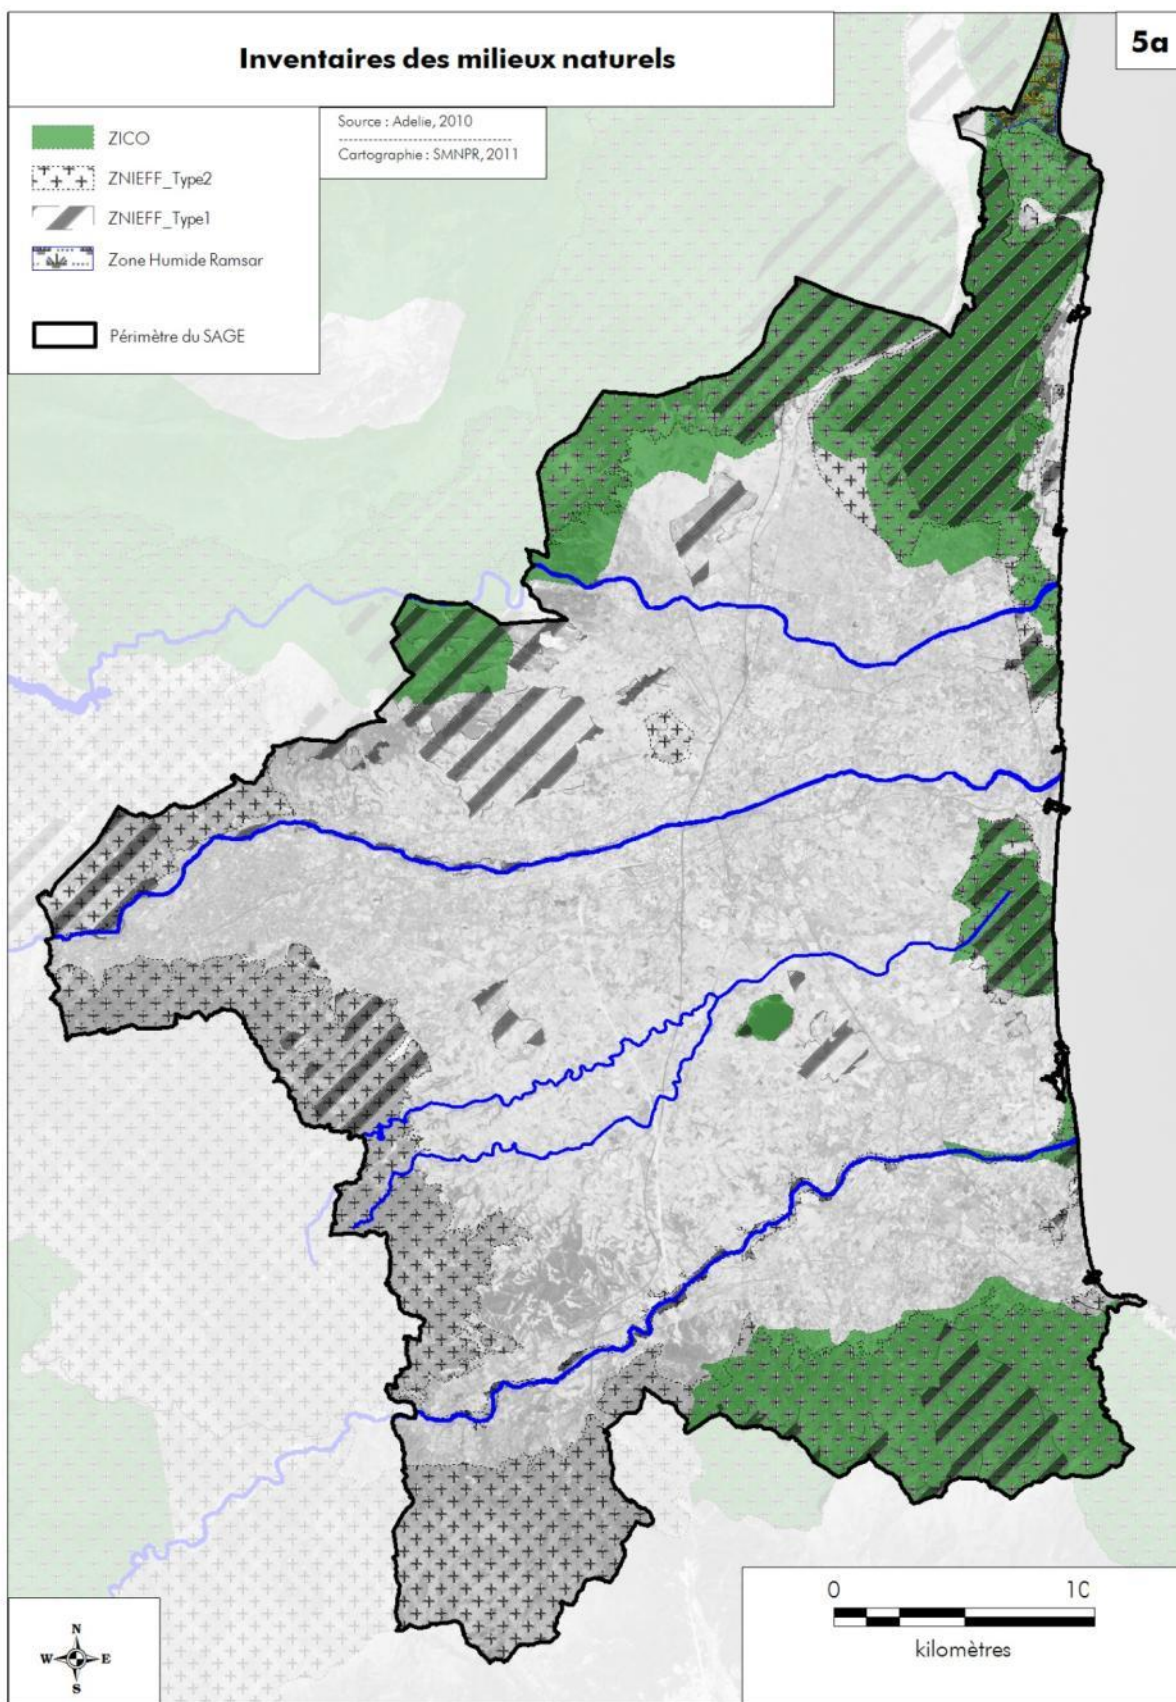 Inventaires des milieux naturels
5a
ZICO
ZNIEFF_Type2
ZNIEFF_Type1
Zone Humide Ramsar
Périmètre du SAGE
Source : Adelie, 2010
Cartographie : SMNPR, 2011
N
W E
S
0 10
kilomètres